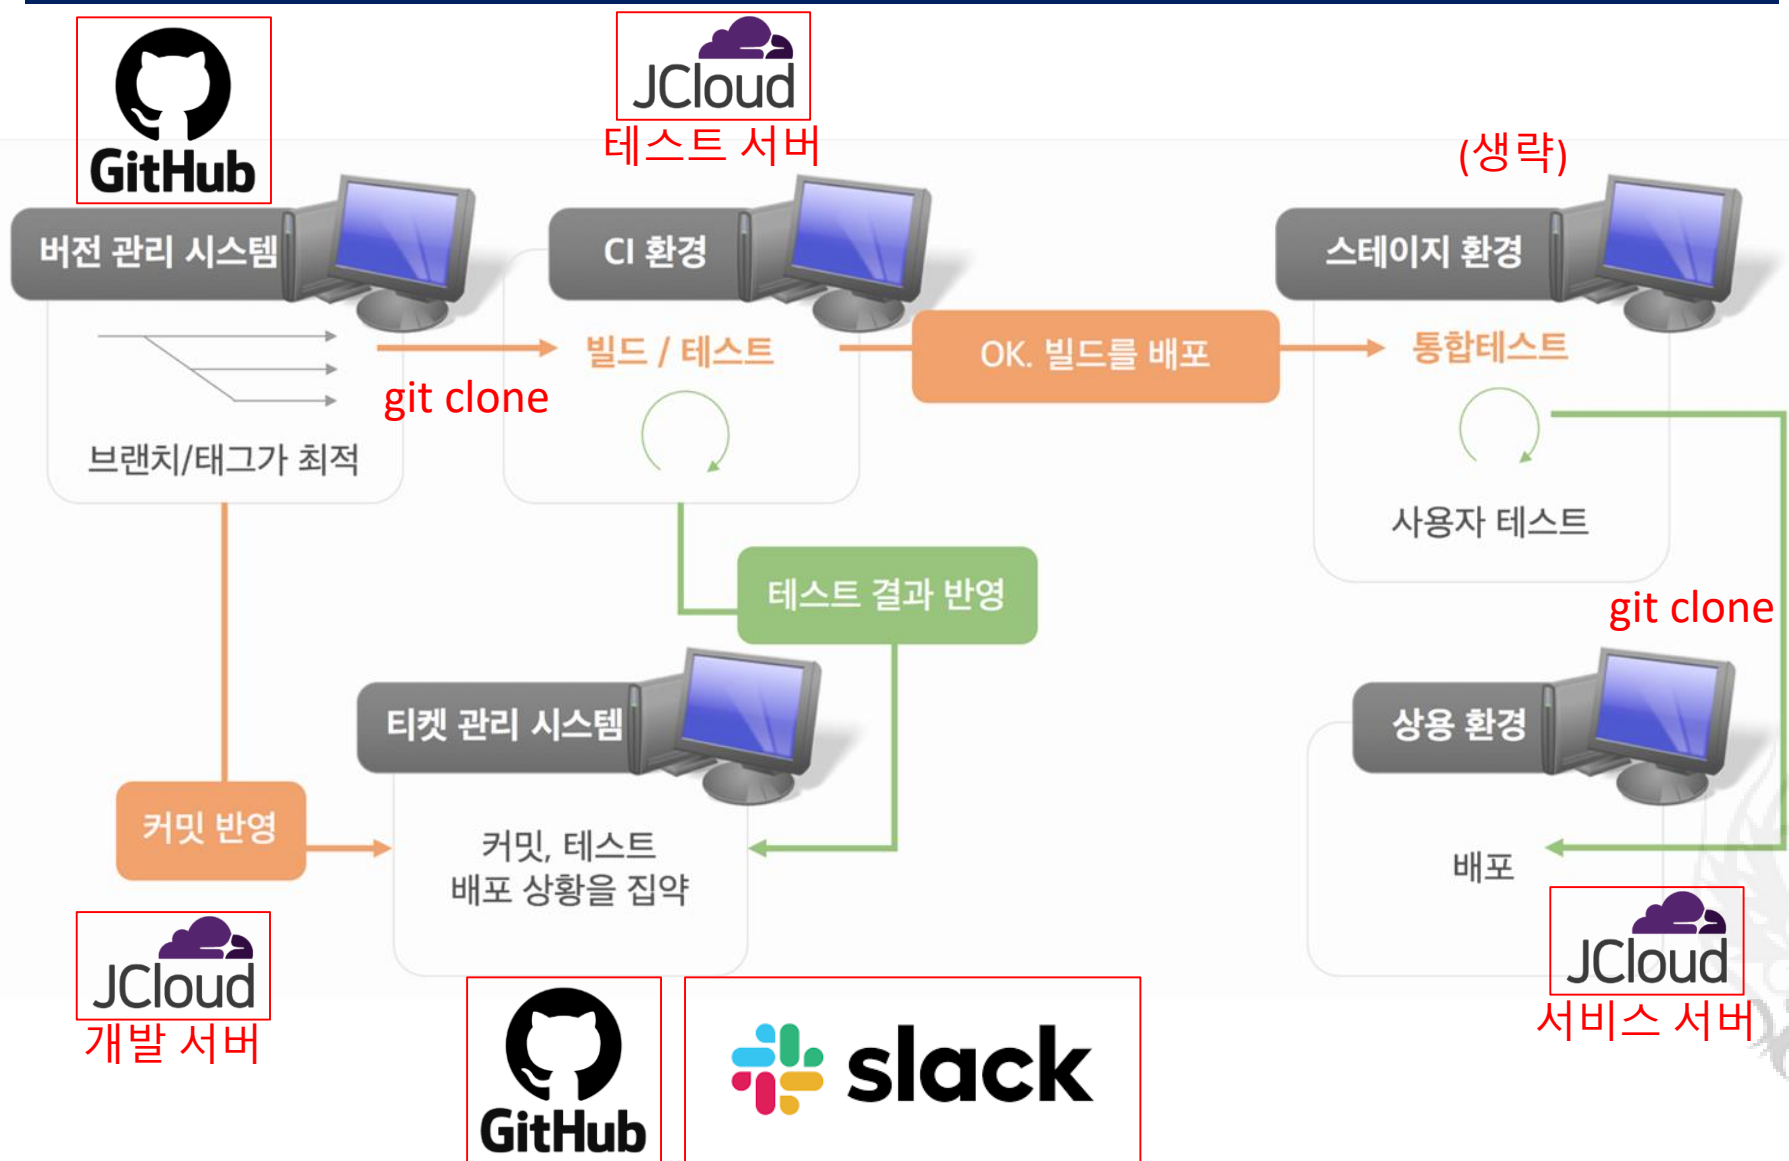 GitHub
JCloud
테스트 서버
(생략)
버전 관리 시스템
CI 환경
스테이지 환경
빌드 / 테스트
OK. 빌드를 배포
통합테스트
git clone
브랜치/태그가 최적
사용자 테스트
테스트 결과 반영
git clone
티켓 관리 시스템
상용 환경
커밋 반영
커밋, 테스트
배포 상황을 집약
배포
JCloud
개발 서버
JCloud
서비스 서버
GitHub
slack